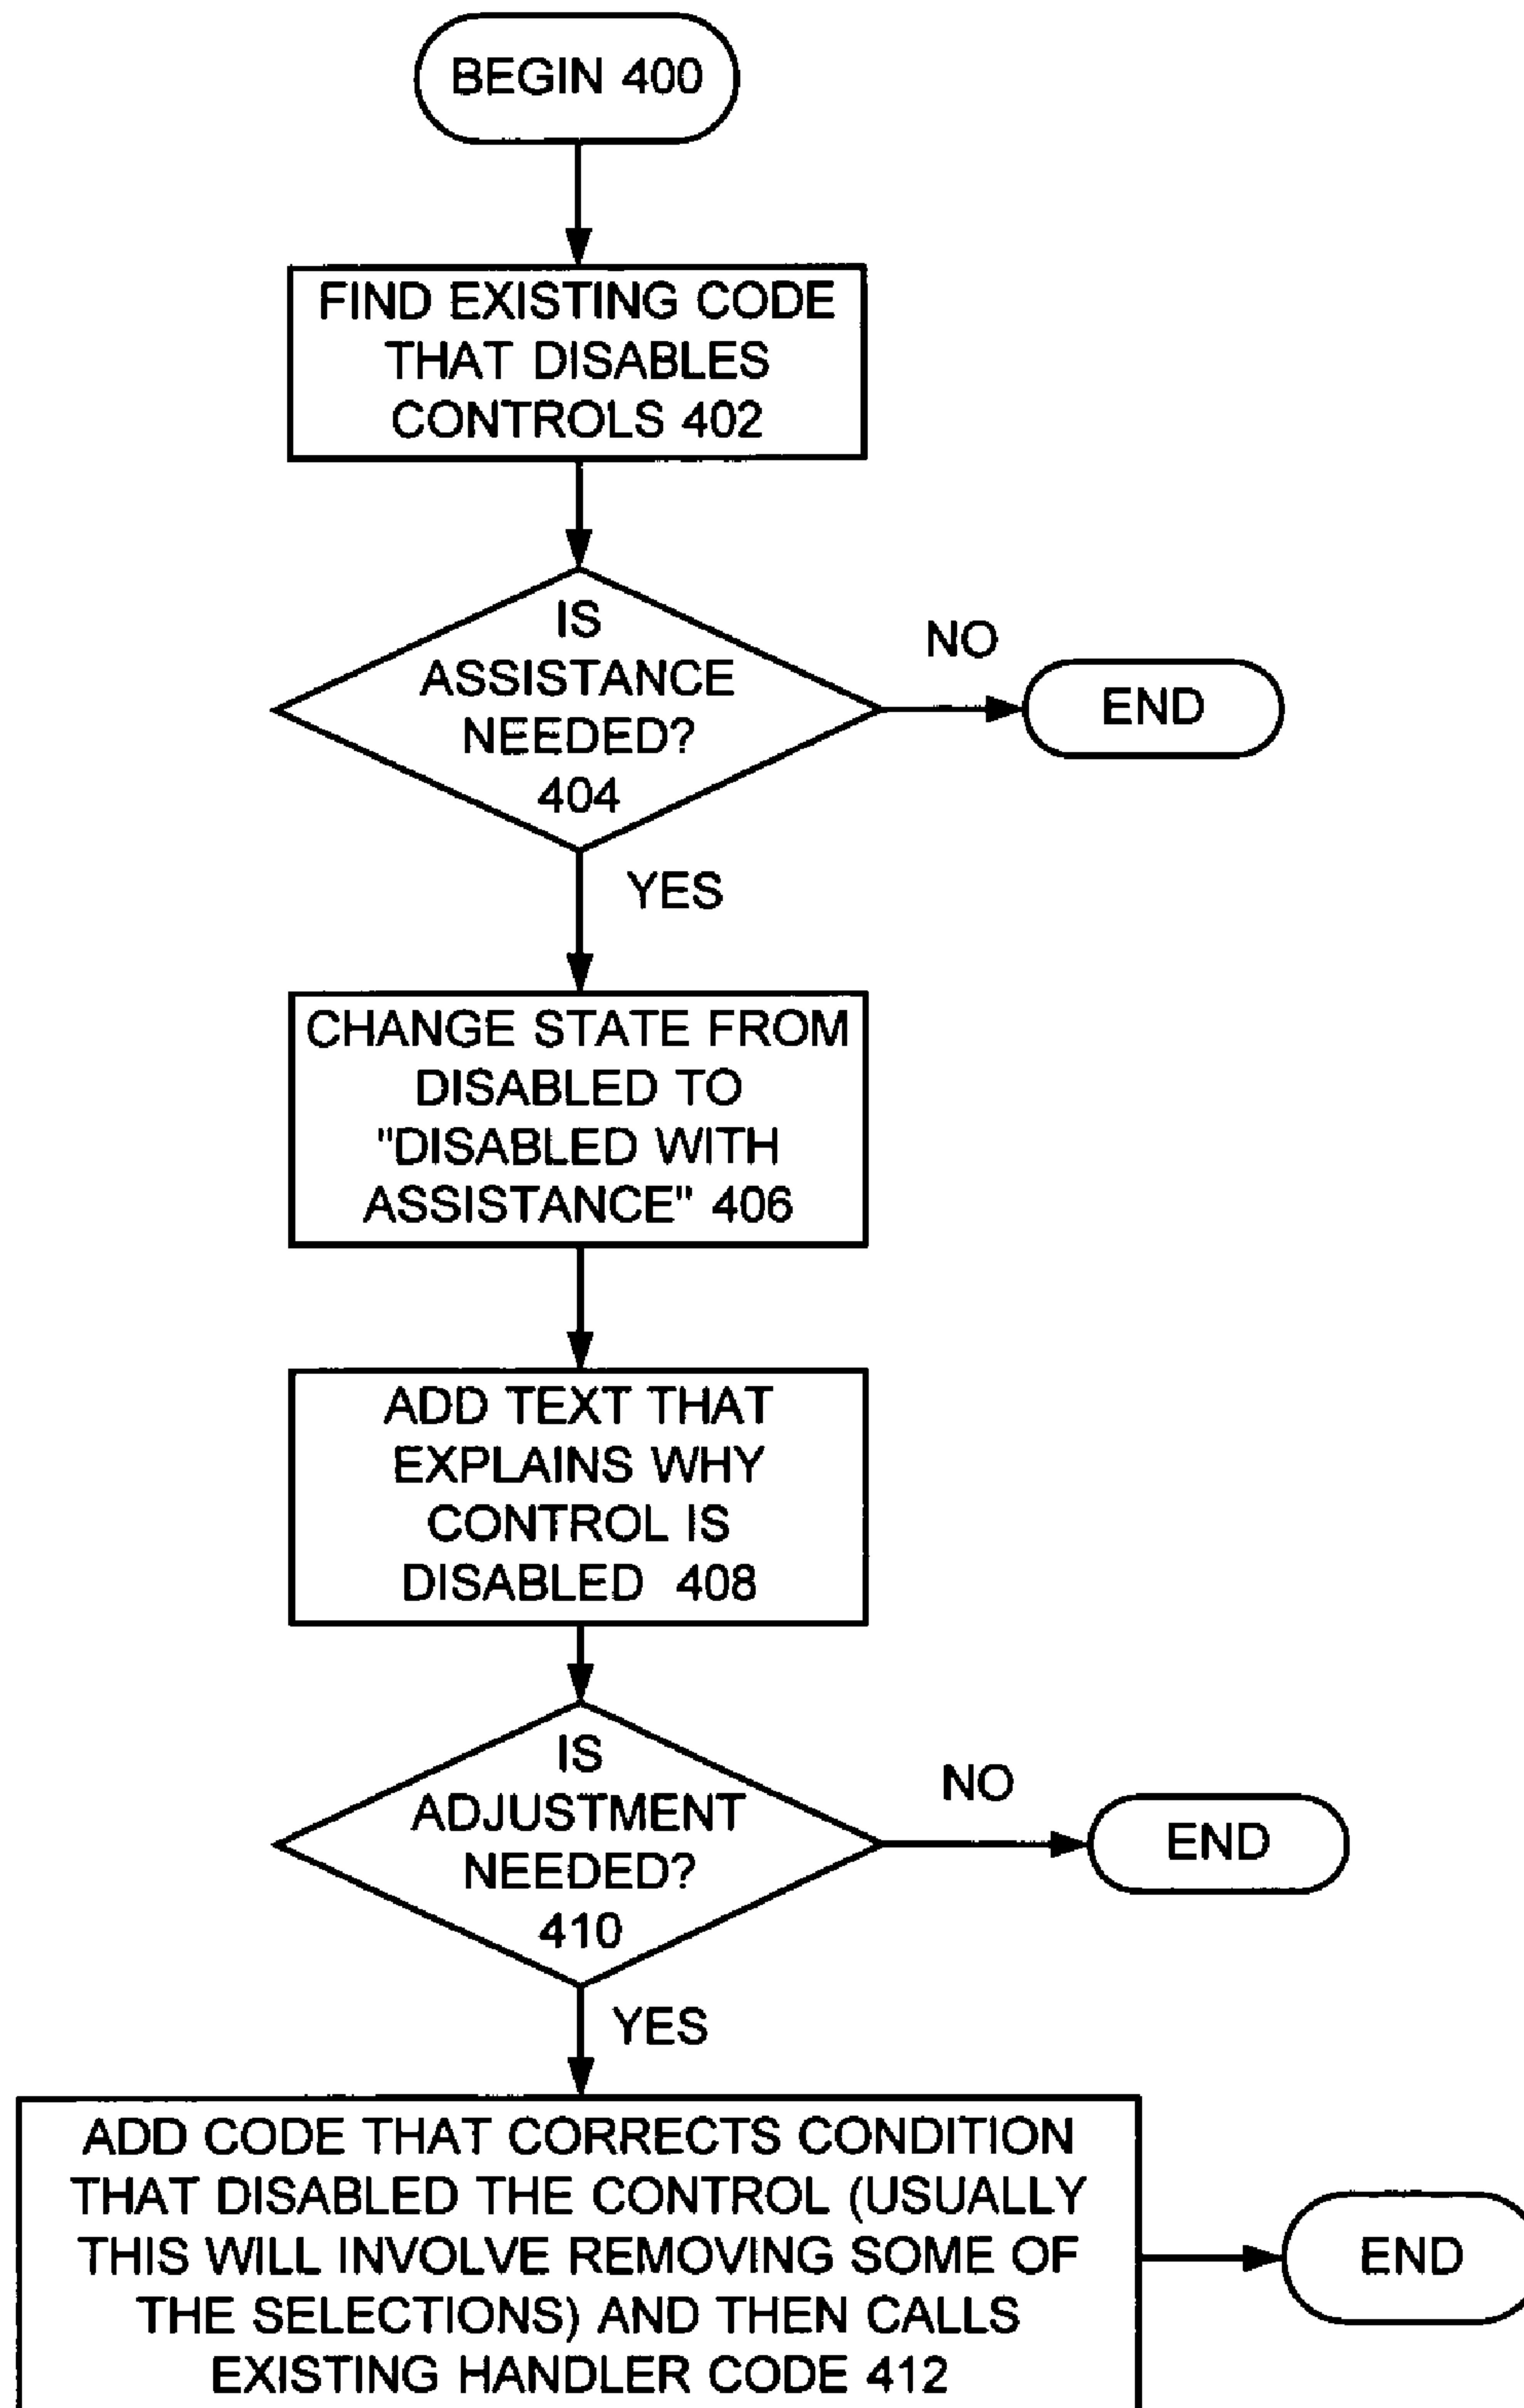 BEGIN 400
FIND EXISTING CODE
THAT DISABLES
CONTROLS 402
IS
ASSISTANCE
NEEDED?
404
NO
END
YES
CHANGE STATE FROM
DISABLED TO
"DISABLED WITH
ASSISTANCE" 406
ADD TEXT THAT
EXPLAINS WHY
CONTROL IS
DISABLED 408
IS
ADJUSTMENT
NEEDED?
410
NO
END
YES
ADD CODE THAT CORRECTS CONDITION
THAT DISABLED THE CONTROL (USUALLY
THIS WILL INVOLVE REMOVING SOME OF
THE SELECTIONS) AND THEN CALLS
EXISTING HANDLER CODE 412
END